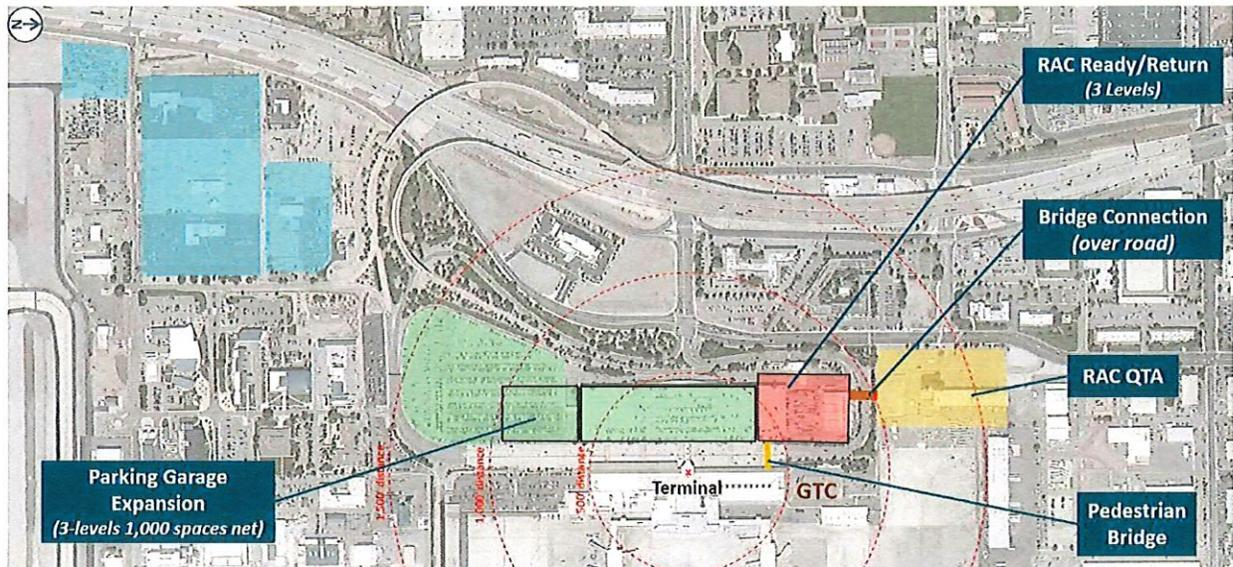 N
RAC Ready/Return
(3 Levels)
Bridge Connection
(over road)
RAC QTA
Parking Garage
Expansion
(3-levels 1,000 spaces net)
1,500' distance
1,000' distance
500' distance
Terminal
GTC
Pedestrian
Bridge